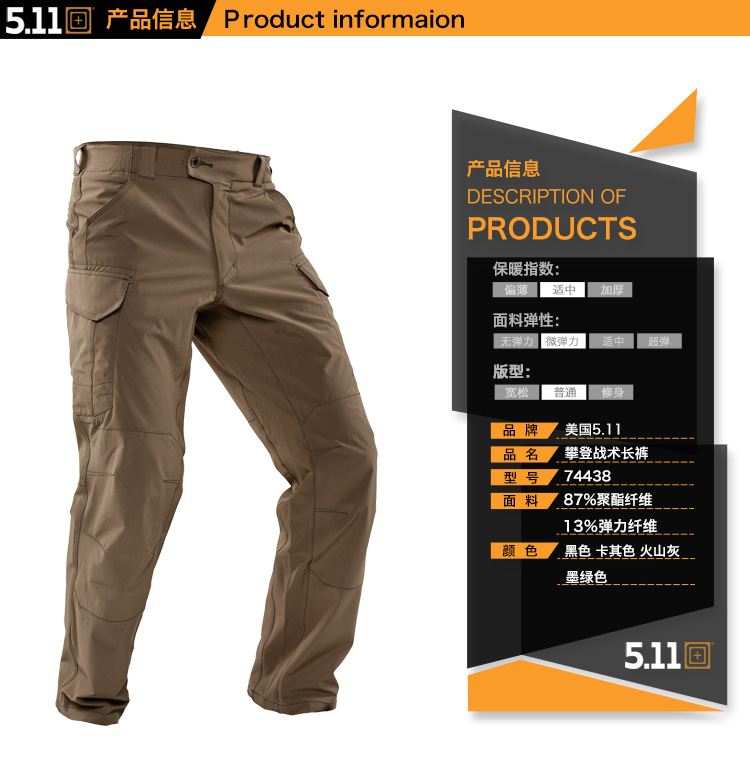 5.11 产品信息 Product informaion
产品信息
DESCRIPTION OF
PRODUCTS
保暖指数:
偏薄 适中 加厚
面料弹性:
无弹力 微弹力 适中 超弹
版型:
宽松 普通 修身
品 牌 美国5.11
品 名 攀登战术长裤
型 号 74438
面 料 87%聚酯纤维
13%弹力纤维
颜 色 黑色 卡其色 火山灰
墨绿色
5.11